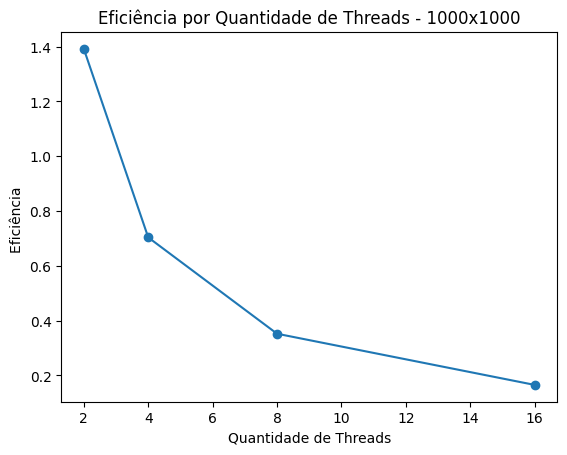 Eficiência por Quantidade de Threads - 1000x1000
Eficiência
1.4
1.2
1.0
0.8
0.6
0.4
0.2
2 4 6 8 10 12 14 16
Quantidade de Threads